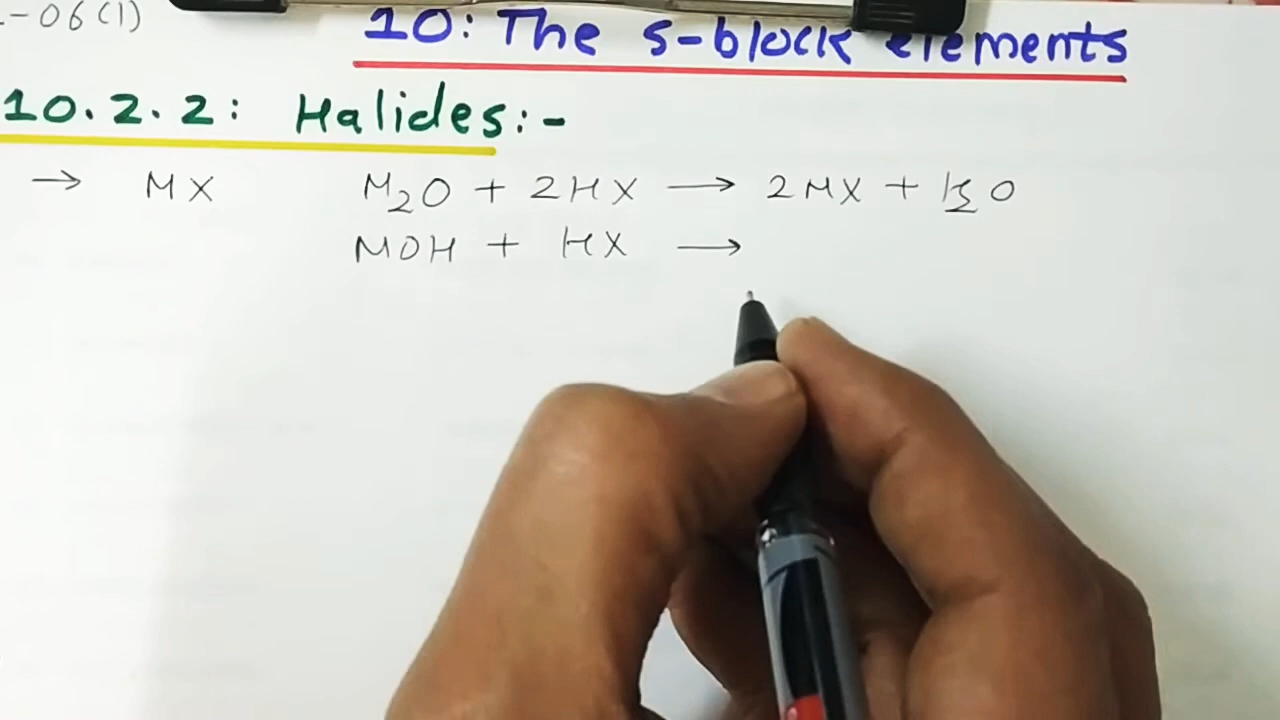 -06(1)
10: The s-block elements
10.2.2: Halides:-
→ MX M₂O + 2HX → 2MX + H₂O
MOH + HX →